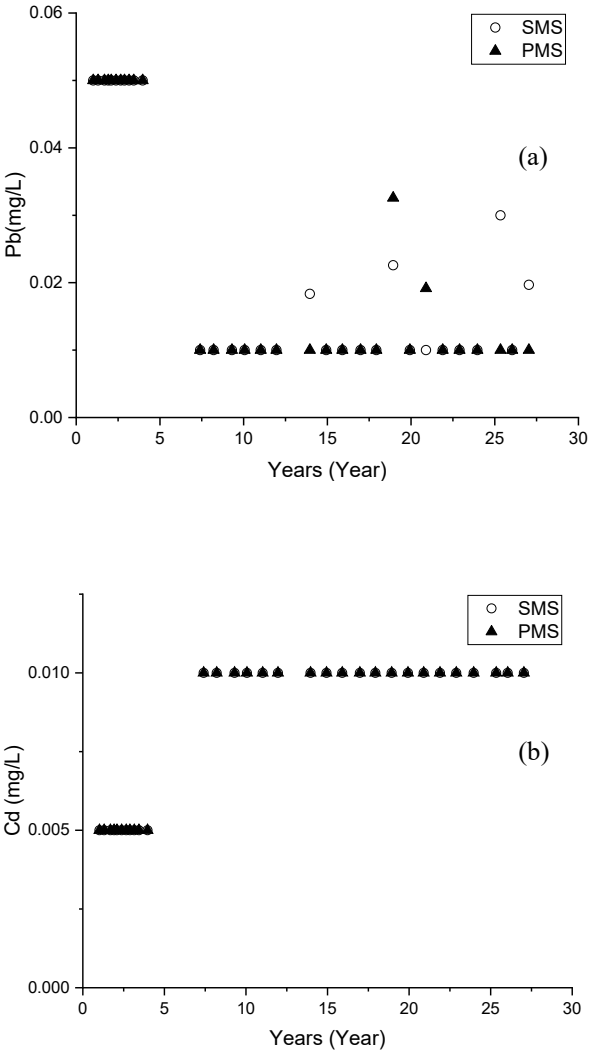 0.06
SMS
PMS
0.04
(a)
Pb(mg/L)
0.02
0.00
0 5 10 15 20 25 30
Years (Year)
SMS
PMS
0.010
(b)
Cd (mg/L)
0.005
0.000
0 5 10 15 20 25 30
Years (Year)